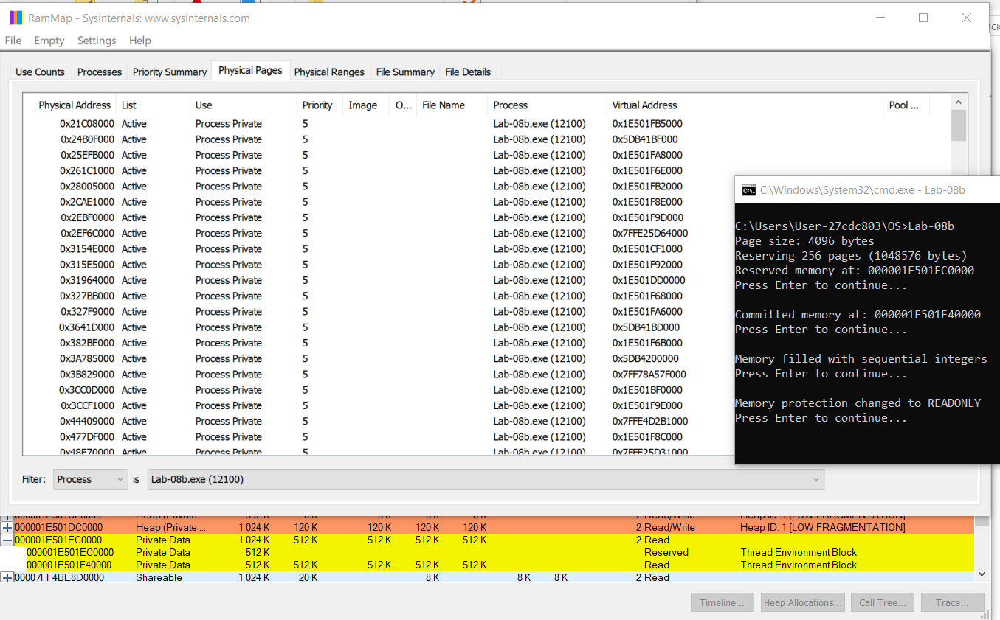 RamMap - Sysinternals: www.sysinternals.com
File Empty Settings Help
Use Counts Processes Priority Summary Physical Pages Physical Ranges File Summary File Details
Physical Address List Use Priority Image O... File Name Process Virtual Address Pool ...
0x21C08000 Active Process Private 5 Lab-08b.exe (12100) 0x1E501FB5000
0x24B0F000 Active Process Private 5 Lab-08b.exe (12100) 0x5DB41BF000
0x25EFB000 Active Process Private 5 Lab-08b.exe (12100) 0x1E501FA8000
0x261C1000 Active Process Private 5 Lab-08b.exe (12100) 0x1E501F6E000
0x28005000 Active Process Private 5 Lab-08b.exe (12100) 0x1E501FB2000
0x2CAE1000 Active Process Private 5 Lab-08b.exe (12100) 0x1E501F8E000
0x2EBF0000 Active Process Private 5 Lab-08b.exe (12100) 0x1E501F9D000
0x2EF6C000 Active Process Private 5 Lab-08b.exe (12100) 0x7FFE25D64000
0x3154E000 Active Process Private 5 Lab-08b.exe (12100) 0x1E501CF1000
0x315E5000 Active Process Private 5 Lab-08b.exe (12100) 0x1E501F92000
0x31964000 Active Process Private 5 Lab-08b.exe (12100) 0x1E501DD0000
0x327BB000 Active Process Private 5 Lab-08b.exe (12100) 0x1E501F68000
0x327F9000 Active Process Private 5 Lab-08b.exe (12100) 0x1E501FA6000
0x3641D000 Active Process Private 5 Lab-08b.exe (12100) 0x5DB41BD000
0x382BE000 Active Process Private 5 Lab-08b.exe (12100) 0x1E501F6B000
0x3A785000 Active Process Private 5 Lab-08b.exe (12100) 0x5DB4200000
0x3B829000 Active Process Private 5 Lab-08b.exe (12100) 0x7FF78A57F000
0x3CC0D000 Active Process Private 5 Lab-08b.exe (12100) 0x1E501BF0000
0x3CCF1000 Active Process Private 5 Lab-08b.exe (12100) 0x1E501F9E000
0x44409000 Active Process Private 5 Lab-08b.exe (12100) 0x7FFE4D2B1000
0x477DF000 Active Process Private 5 Lab-08b.exe (12100) 0x1E501F8C000
0x48F70000 Active Process Private 5 Lab-08b.exe (12100) 0x7FFE25D31000
Filter: Process is Lab-08b.exe (12100)
C:\Windows\System32\cmd.exe - Lab-08b
C:\Users\User-27cdc803\OS>Lab-08b
Page size: 4096 bytes
Reserving 256 pages (1048576 bytes)
Reserved memory at: 000001E501EC0000
Press Enter to continue...
Committed memory at: 000001E501F40000
Press Enter to continue...
Memory filled with sequential integers
Press Enter to continue...
Memory protection changed to READONLY
Press Enter to continue...
000001E501DC0000 Heap (Private ... 1 024 K 120 K 120 K 120 K 120 K 2 Read/Write Heap ID: 1 [LOW FRAGMENTATION]
000001E501EC0000 Private Data 1 024 K 512 K 512 K 512 K 512 K 2 Read
000001E501EC0000 Private Data 512 K Reserved Thread Environment Block
000001E501F40000 Private Data 512 K 512 K 512 K 512 K 512 K Read Thread Environment Block
00007FF4BE8D0000 Shareable 1 024 K 20 K 8 K 8 K 8 K 2 Read
Timeline... Heap Allocations... Call Tree... Trace...